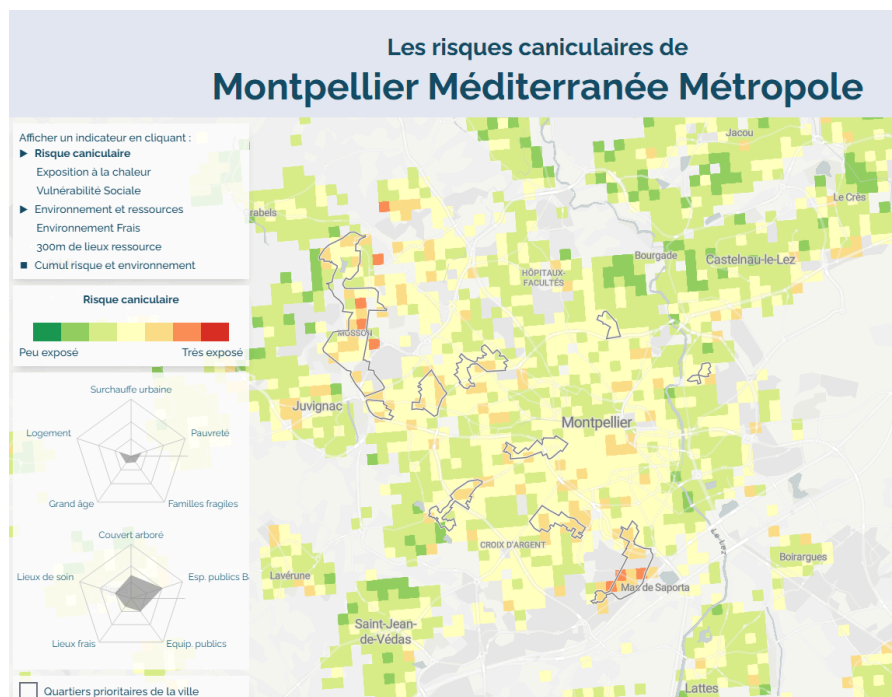 Les risques caniculaires de
Montpellier Méditerranée Métropole
Afficher un indicateur en cliquant :
Risque caniculaire
Exposition à la chaleur
Vulnérabilité Sociale
Environnement et ressources
Environnement Frais
300m de lieux ressource
Cumul risque et environnement
Risque caniculaire
Peu exposé
Très exposé
Surchauffe urbaine
Logement
Pauvreté
Grand âge
Familles fragiles
Couvert arboré
Lieux de soin
Esp. publics B
Lieux frais
Equip. publics
Quartiers prioritaires de la ville
Jacou
Le Crès
rabels
Bourgade
Castelnau-le-Lez
HÔPITAUX-
FACULTÉS
MOSSON
Juvignac
Montpellier
Le Lez
CROIX D'ARGENT
Boirargues
Lavérune
Mas de Saporta
Saint-Jean-
de-Védas
Lattes